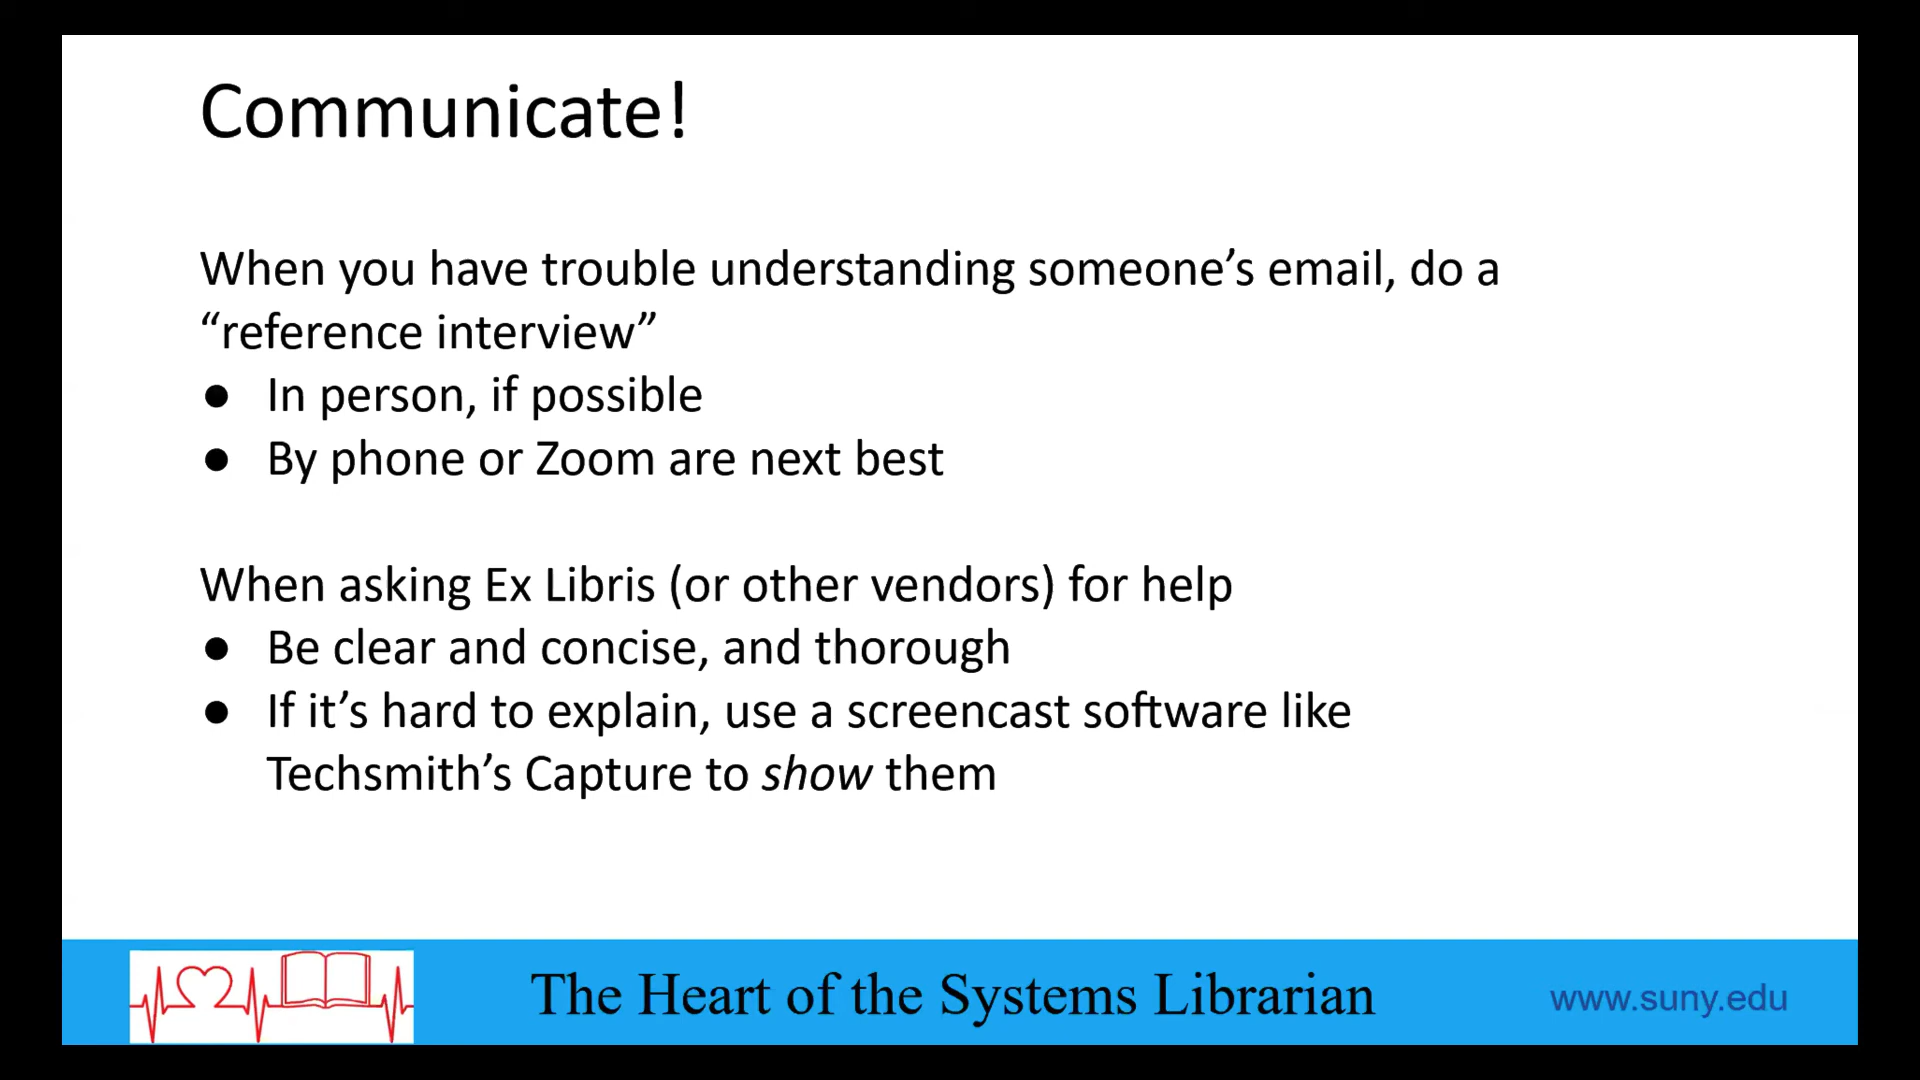 Communicate!
When you have trouble understanding someone’s email, do a
“reference interview”
● In person, if possible
● By phone or Zoom are next best
When asking Ex Libris (or other vendors) for help
● Be clear and concise, and thorough
● If it’s hard to explain, use a screencast software like
Techsmith’s Capture to show them
The Heart of the Systems Librarian
www.suny.edu